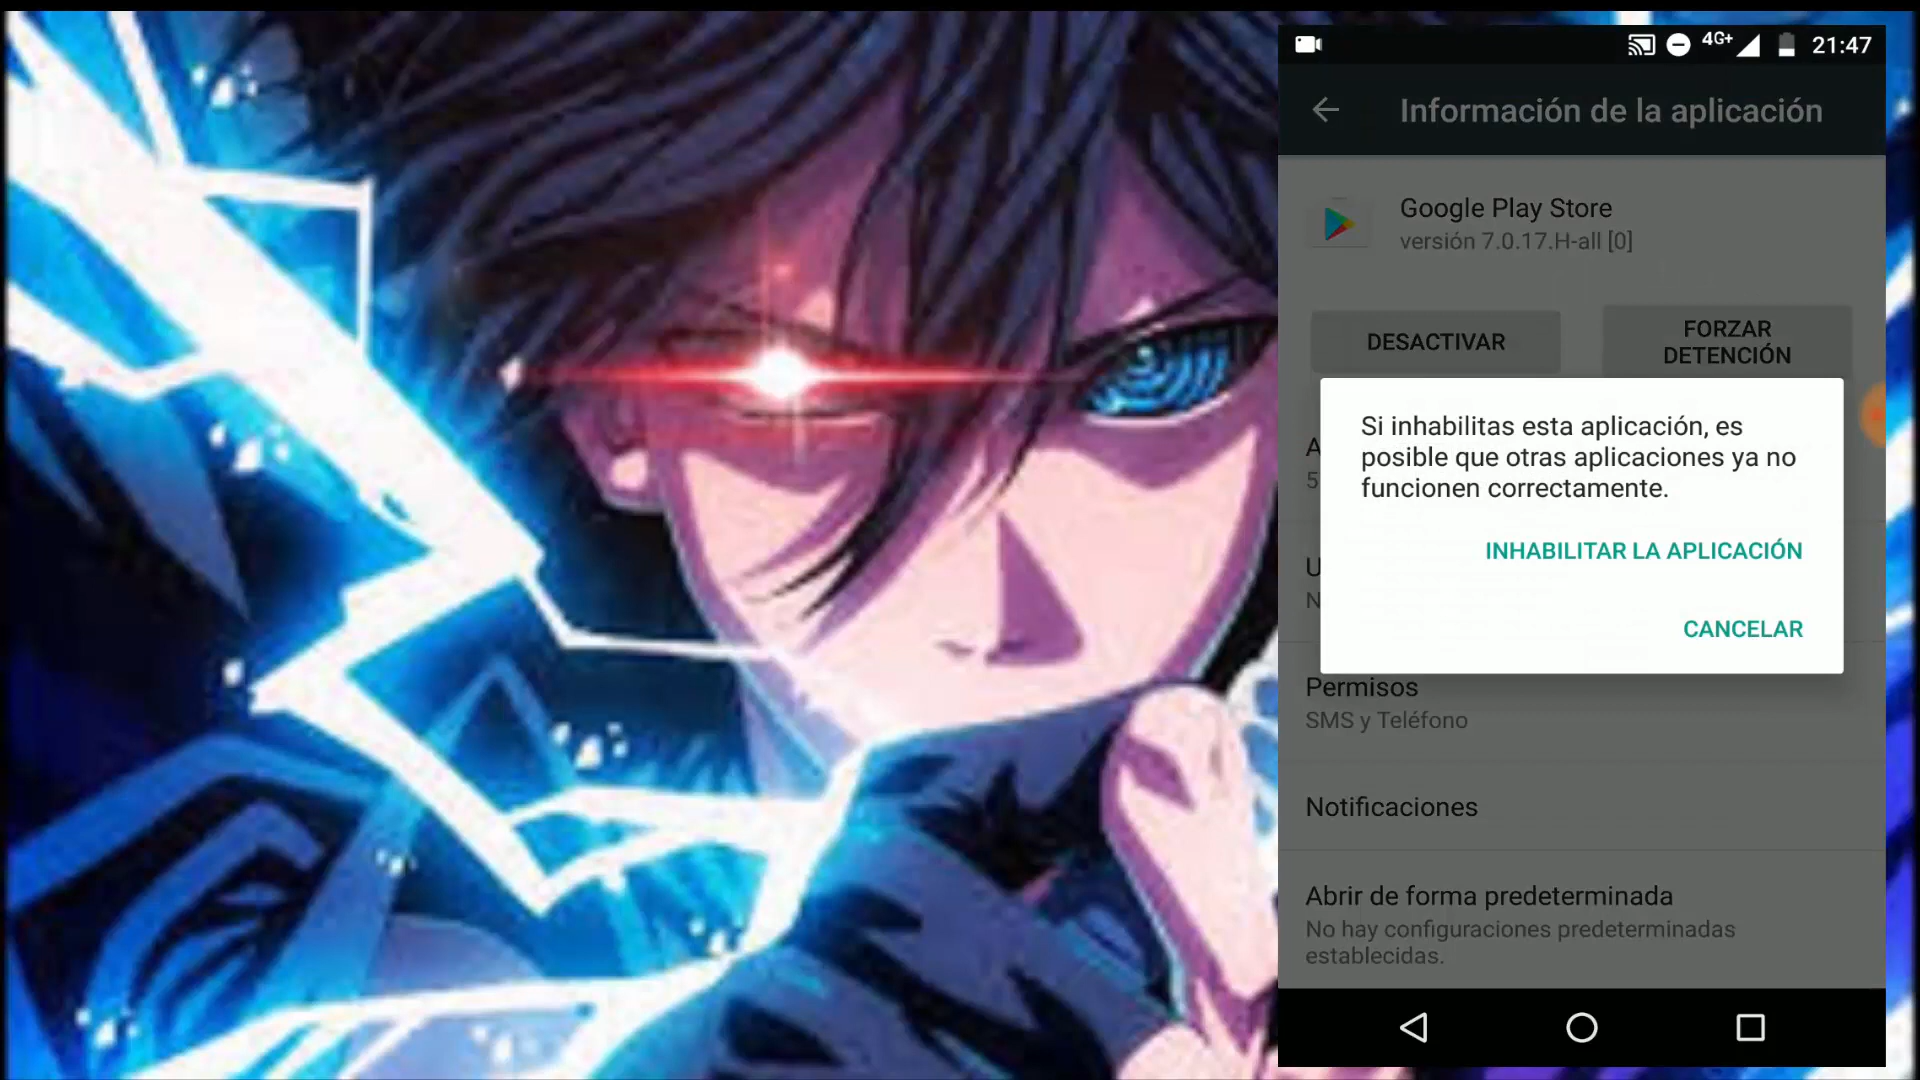 4G+ 21:47
Información de la aplicación
Google Play Store
versión 7.0.17.H-all [0]
DESACTIVAR
FORZAR
DETENCIÓN
Si inhabilitas esta aplicación, es
posible que otras aplicaciones ya no
funcionen correctamente.
INHABILITAR LA APLICACIÓN
CANCELAR
Permisos
SMS y Teléfono
Notificaciones
Abrir de forma predeterminada
No hay configuraciones predeterminadas
establecidas.